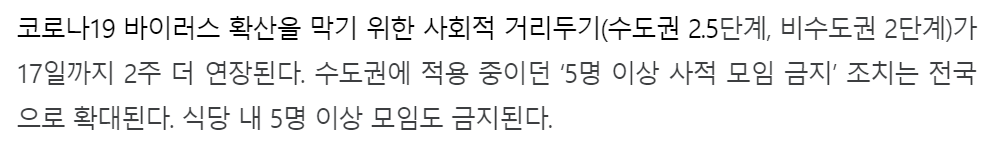 코로나19 바이러스 확산을 막기 위한 사회적 거리두기(수도권 2.5단계, 비수도권 2단계)가
17일까지 2주 더 연장된다. 수도권에 적용 중이던 ‘5명 이상 사적 모임 금지’ 조치는 전국
으로 확대된다. 식당 내 5명 이상 모임도 금지된다.